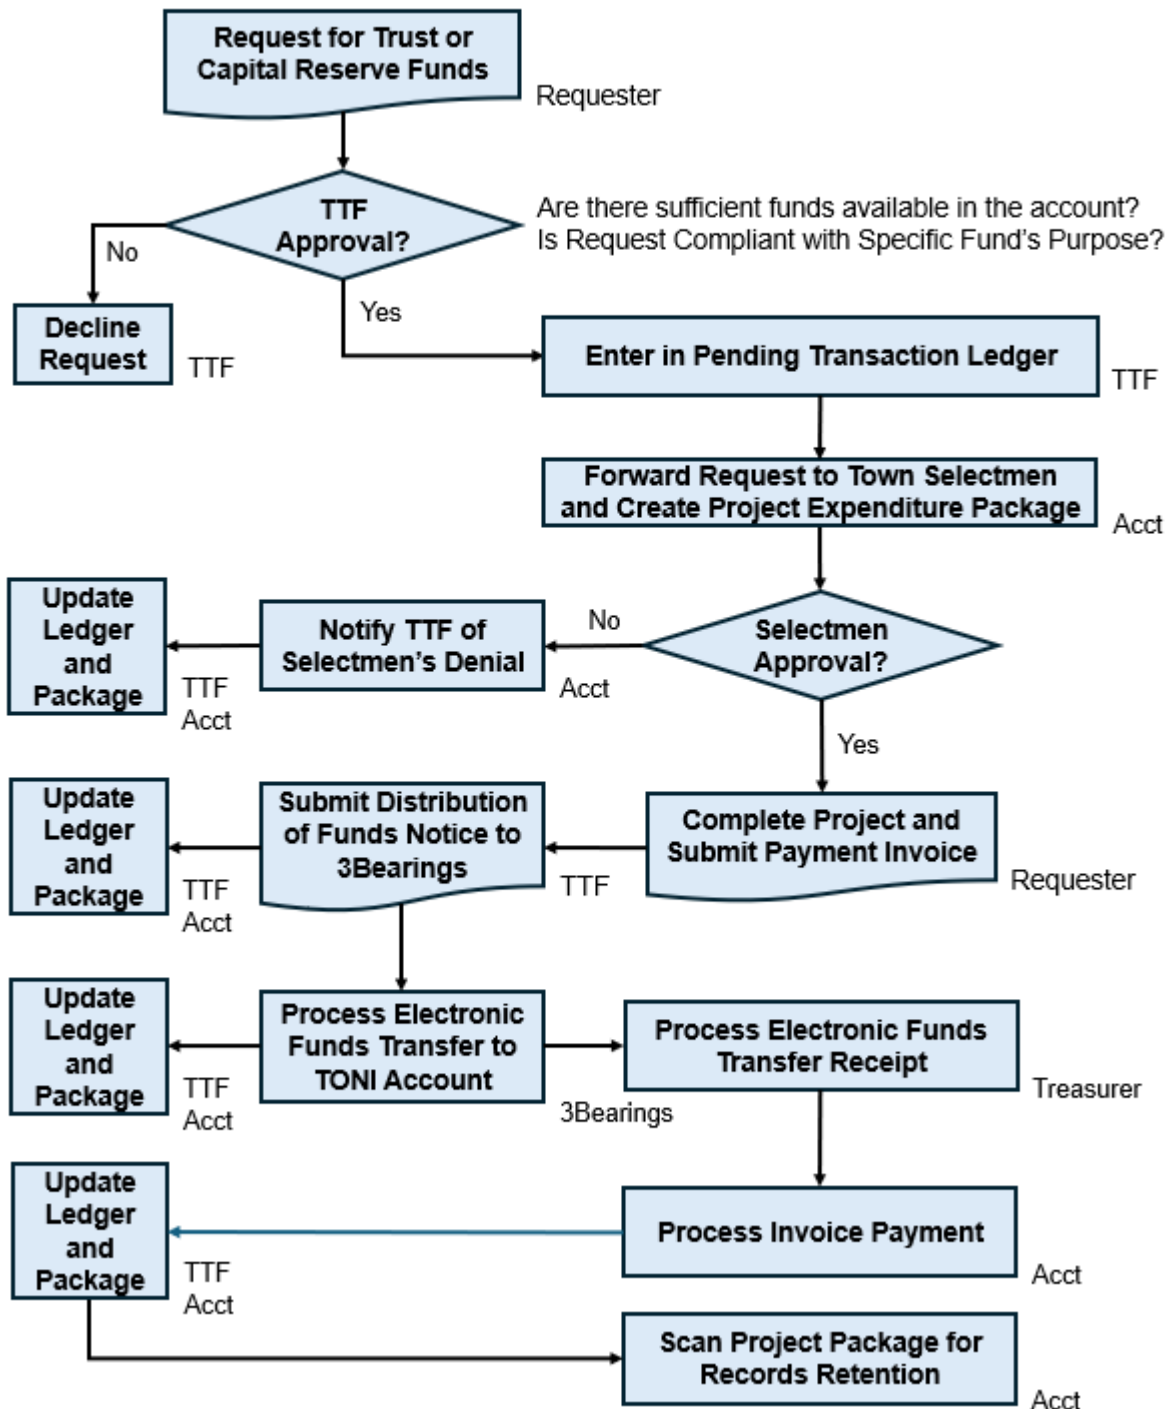 Request for Trust or
Capital Reserve Funds
Requester
TTF
Approval?
Are there sufficient funds available in the account?
Is Request Compliant with Specific Fund's Purpose?
No
Yes
Decline
Request
TTF
Enter in Pending Transaction Ledger
TTF
Forward Request to Town Selectmen
and Create Project Expenditure Package
Acct
Selectmen
Approval?
No
Notify TTF of
Selectmen's Denial
Acct
Update
Ledger
and
Package
TTF
Acct
Yes
Complete Project and
Submit Payment Invoice
Requester
Submit Distribution
of Funds Notice to
3Bearings
TTF
Update
Ledger
and
Package
TTF
Acct
Process Electronic
Funds Transfer to
TONI Account
3Bearings
Update
Ledger
and
Package
TTF
Acct
Process Electronic Funds
Transfer Receipt
Treasurer
Process Invoice Payment
Acct
Update
Ledger
and
Package
TTF
Acct
Scan Project Package for
Records Retention
Acct